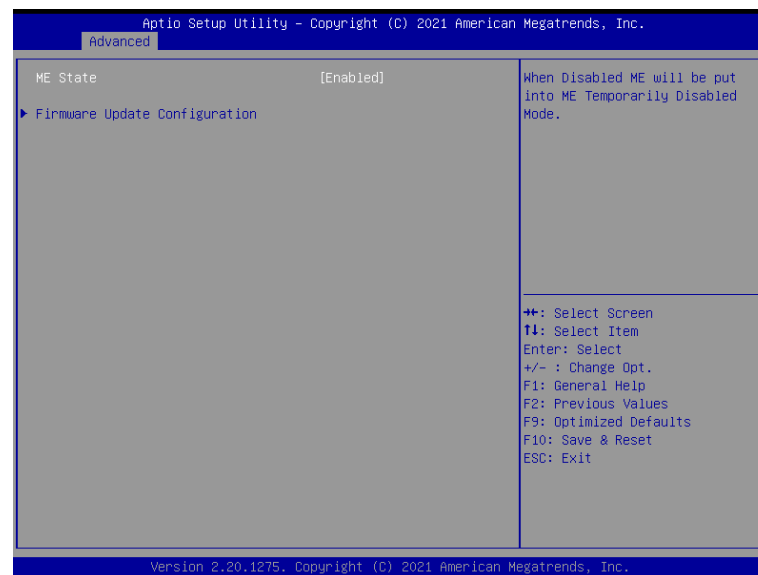 Aptio Setup Utility – Copyright (C) 2021 American Megatrends, Inc.
Advanced
ME State [Enabled]
Firmware Update Configuration
When Disabled ME will be put
into ME Temporarily Disabled
Mode.
→←: Select Screen
↑↓: Select Item
Enter: Select
+/- : Change Opt.
F1: General Help
F2: Previous Values
F9: Optimized Defaults
F10: Save & Reset
ESC: Exit
Version 2.20.1275. Copyright (C) 2021 American Megatrends, Inc.